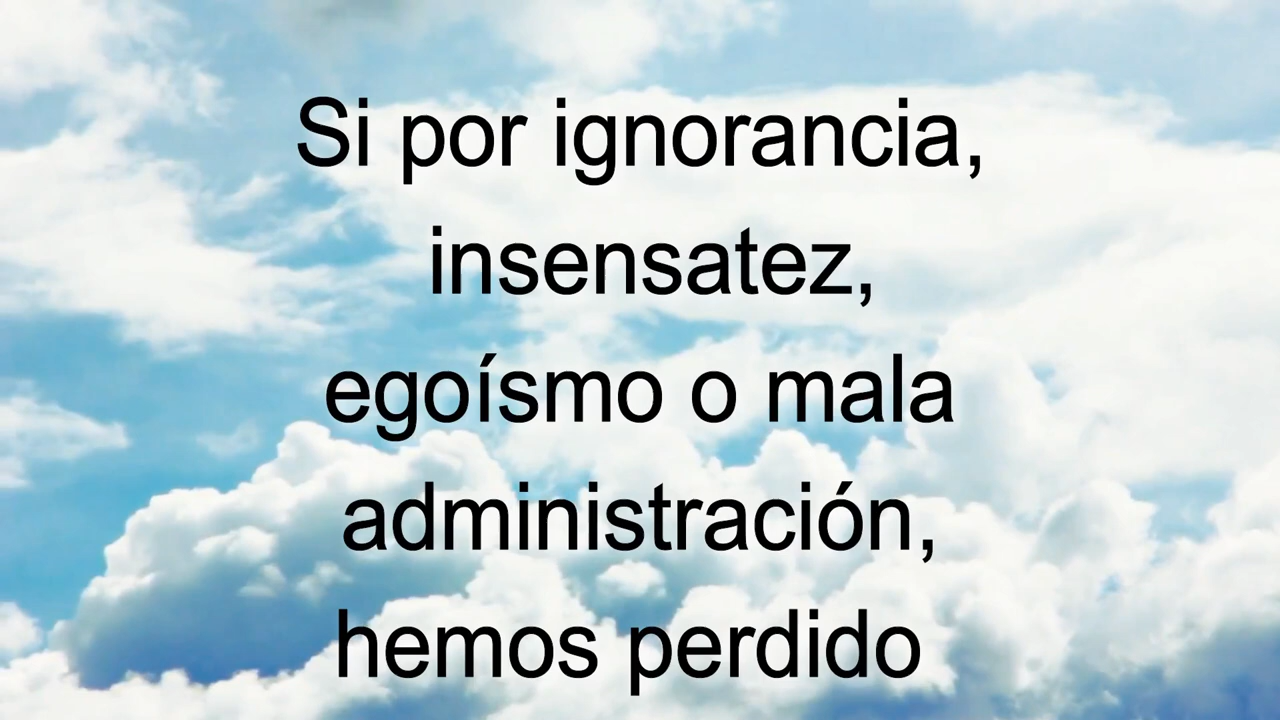 Si por ignorancia,
insensatez,
egoísmo o mala
administración,
hemos perdido